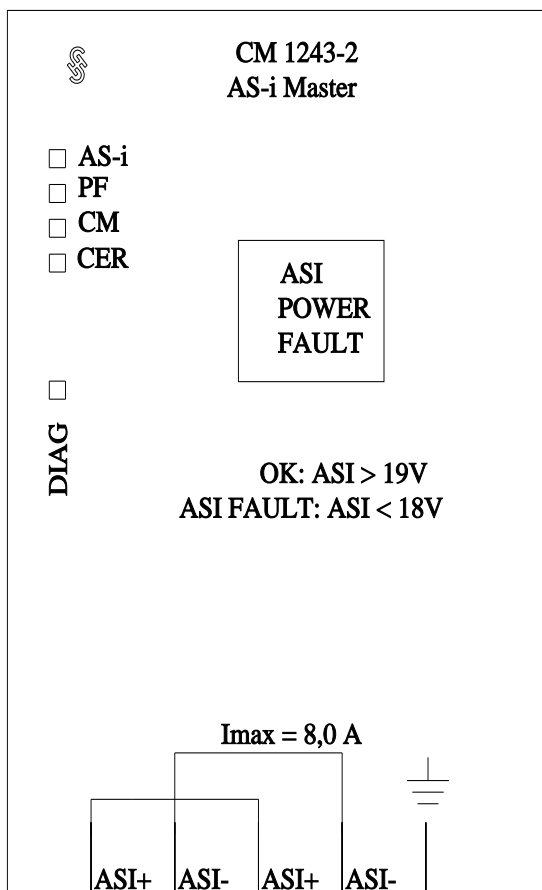 CM 1243-2
AS-i Master
AS-i
PF
CM
CER
ASI
POWER
FAULT
DIAG
OK: ASI > 19V
ASI FAULT: ASI < 18V
Imax = 8,0 A
ASI+ ASI- ASI+ ASI-